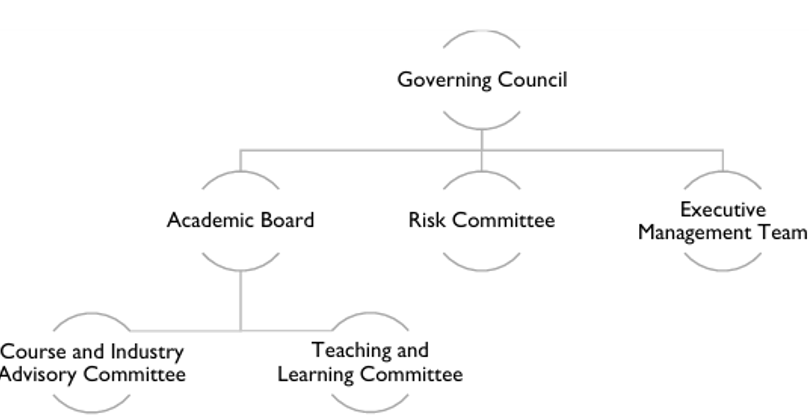 Governing Council
Academic Board
Risk Committee
Executive
Management Team
Course and Industry
Advisory Committee
Teaching and
Learning Committee